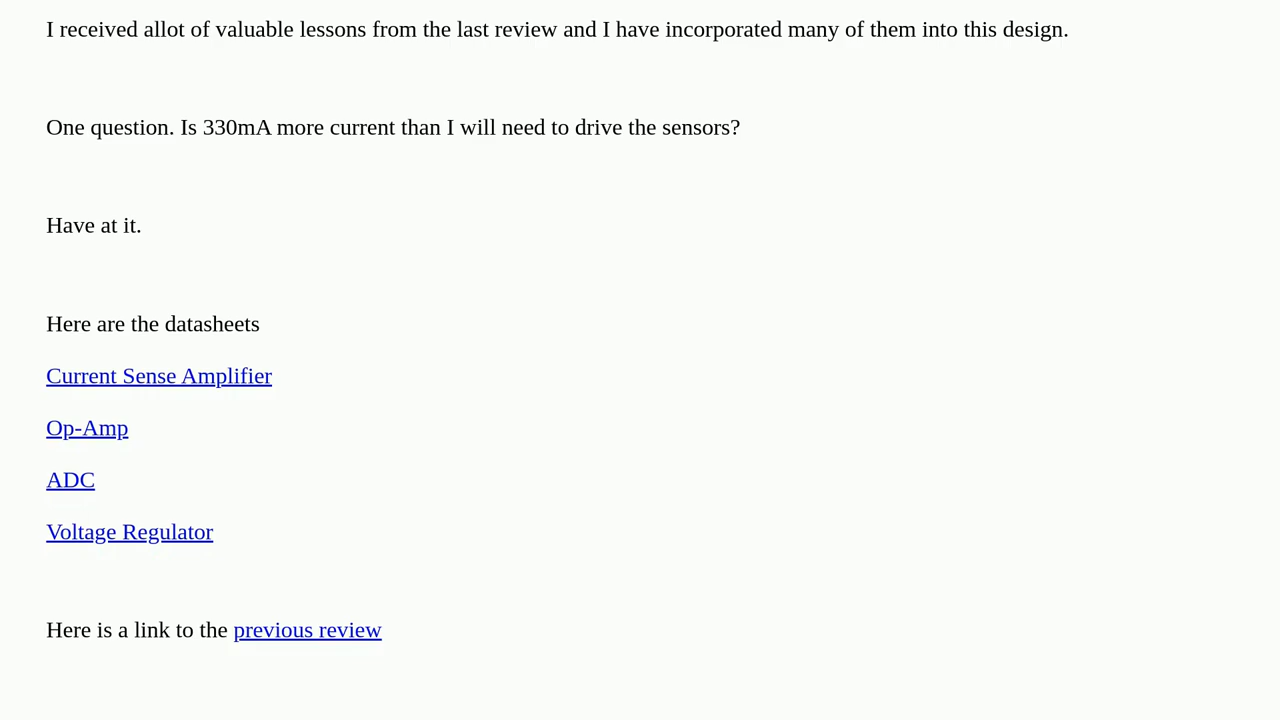 I received allot of valuable lessons from the last review and I have incorporated many of them into this design.
One question. Is 330mA more current than I will need to drive the sensors?
Have at it.
Here are the datasheets
Current Sense Amplifier
Op-Amp
ADC
Voltage Regulator
Here is a link to the previous review